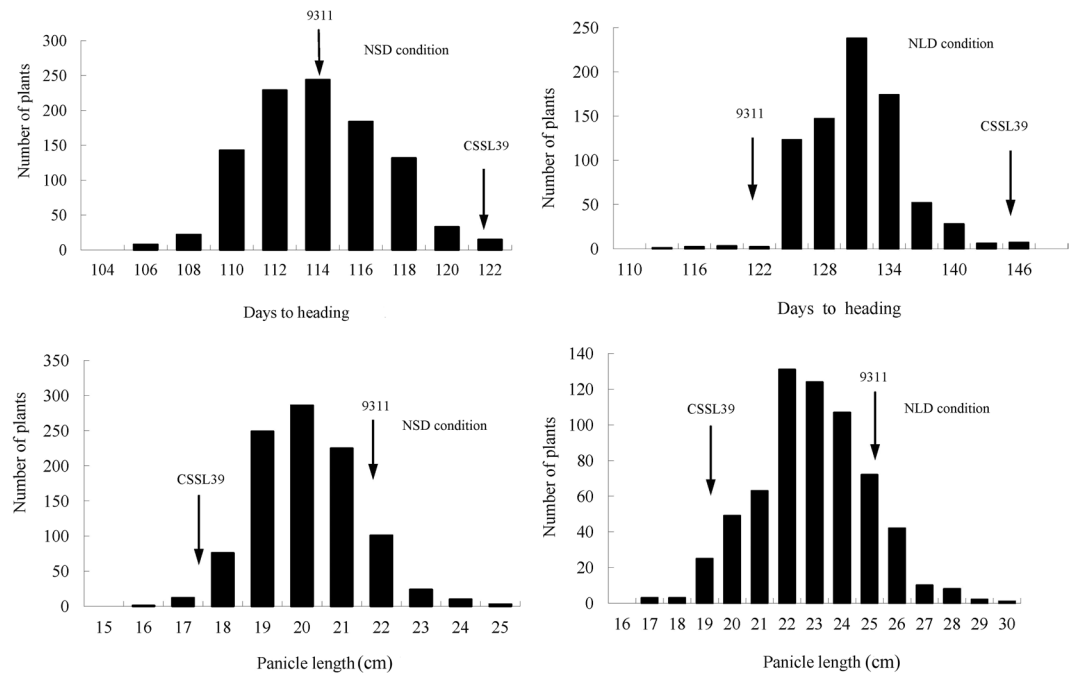 9311
NSD condition
CSSL39
300
250
200
150
100
50
0
Number of plants
104 106 108 110 112 114 116 118 120 122
Days to heading
NLD condition
9311
CSSL39
250
200
150
100
50
0
Number of plants
110 116 122 128 134 140 146
Days to heading
9311
NSD condition
CSSL39
350
300
250
200
150
100
50
0
Number of plants
15 16 17 18 19 20 21 22 23 24 25
Panicle length (cm)
9311
CSSL39
NLD condition
140
120
100
80
60
40
20
0
Number of plants
16 17 18 19 20 21 22 23 24 25 26 27 28 29 30
Panicle length (cm)